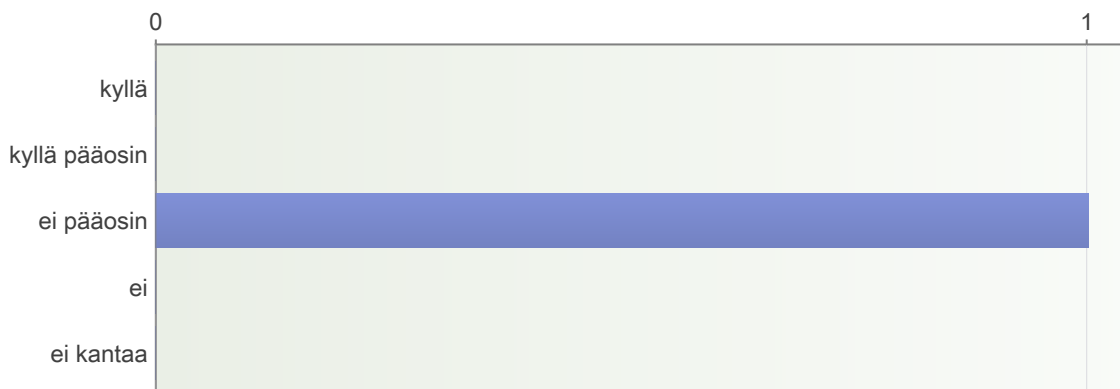 0 1
kyllä
kyllä pääosin
ei pääosin
ei
ei kantaa